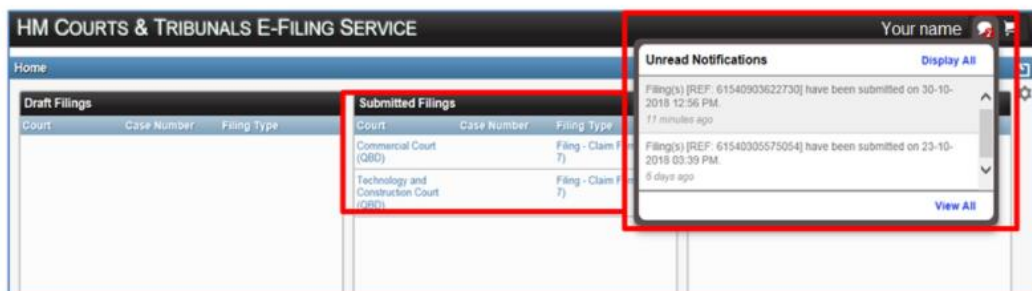 HM COURTS & TRIBUNALS E-FILING SERVICE
Your name
Home
Unread Notifications
Display All
Filing(s) [REF: 61540903622730] have been submitted on 30-10-
2018 12:56 PM.
11 minutes ago
Filing(s) [REF: 61540305575054] have been submitted on 23-10-
2018 03:39 PM.
6 days ago
View All
Draft Filings
Court Case Number Filing Type
Submitted Filings
Court Case Number Filing Type
Commercial Court
(QBD)
Filing - Claim
7)
Technology and
Construction Court
(QBD)
Filing - Claim
7)